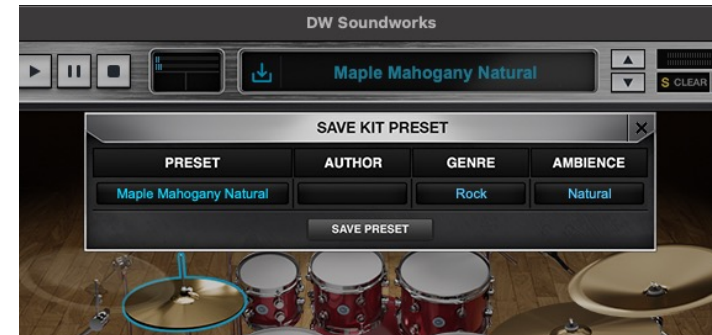 DW Soundworks
Maple Mahogany Natural
S CLEAR
SAVE KIT PRESET
PRESET AUTHOR GENRE AMBIENCE
Maple Mahogany Natural Rock Natural
SAVE PRESET